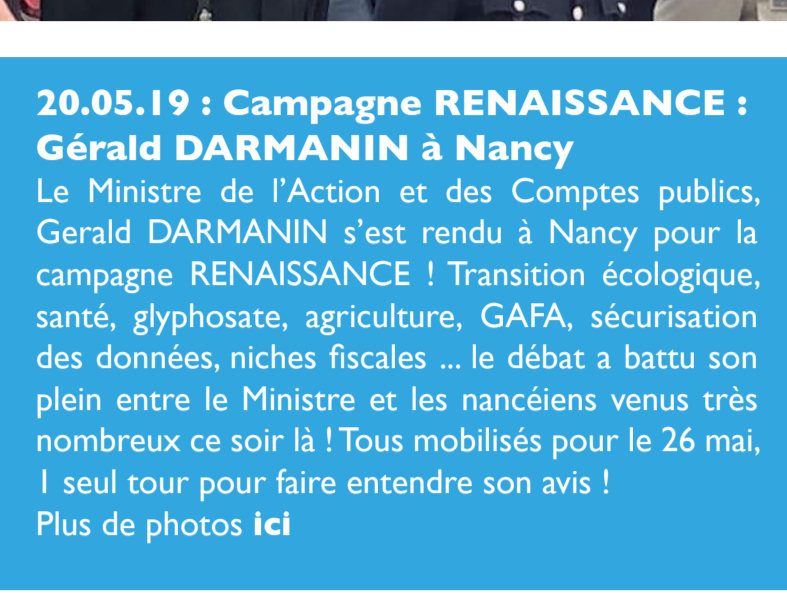 20.05.19 : Campagne RENAISSANCE :
Gérald DARMANIN à Nancy
Le Ministre de l’Action et des Comptes publics,
Gerald DARMANIN s’est rendu à Nancy pour la
campagne RENAISSANCE ! Transition écologique,
santé, glyphosate, agriculture, GAFA, sécurisation
des données, niches fiscales ... le débat a battu son
plein entre le Ministre et les nancéiens venus très
nombreux ce soir là ! Tous mobilisés pour le 26 mai,
1 seul tour pour faire entendre son avis !
Plus de photos ici